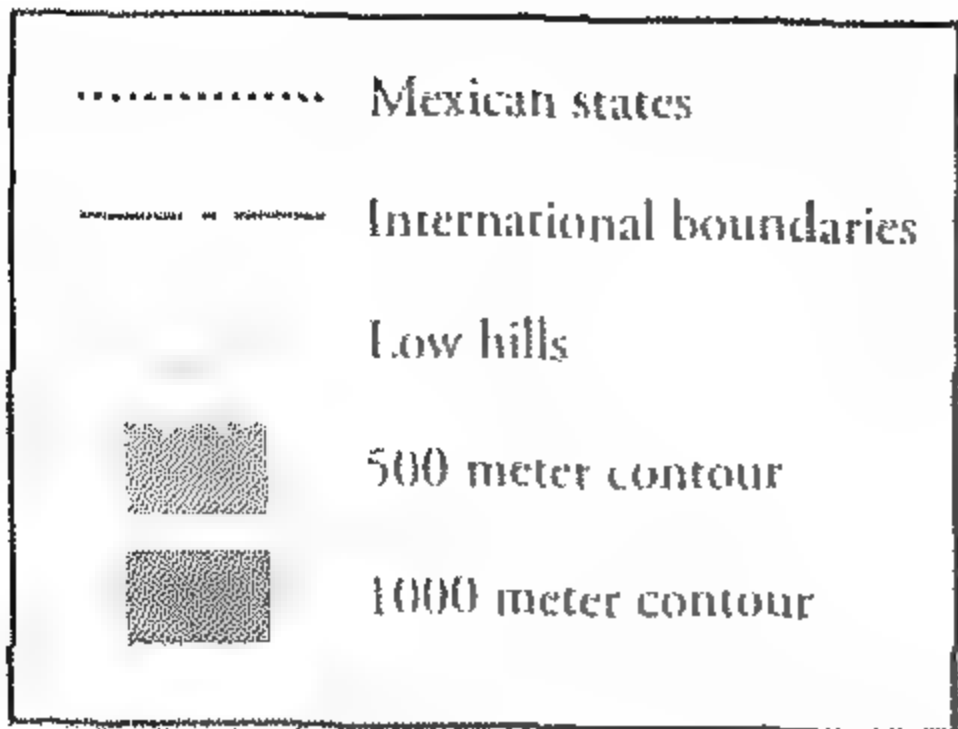 Mexican states
International boundaries
Low hills
500 meter contour
1000 meter contour